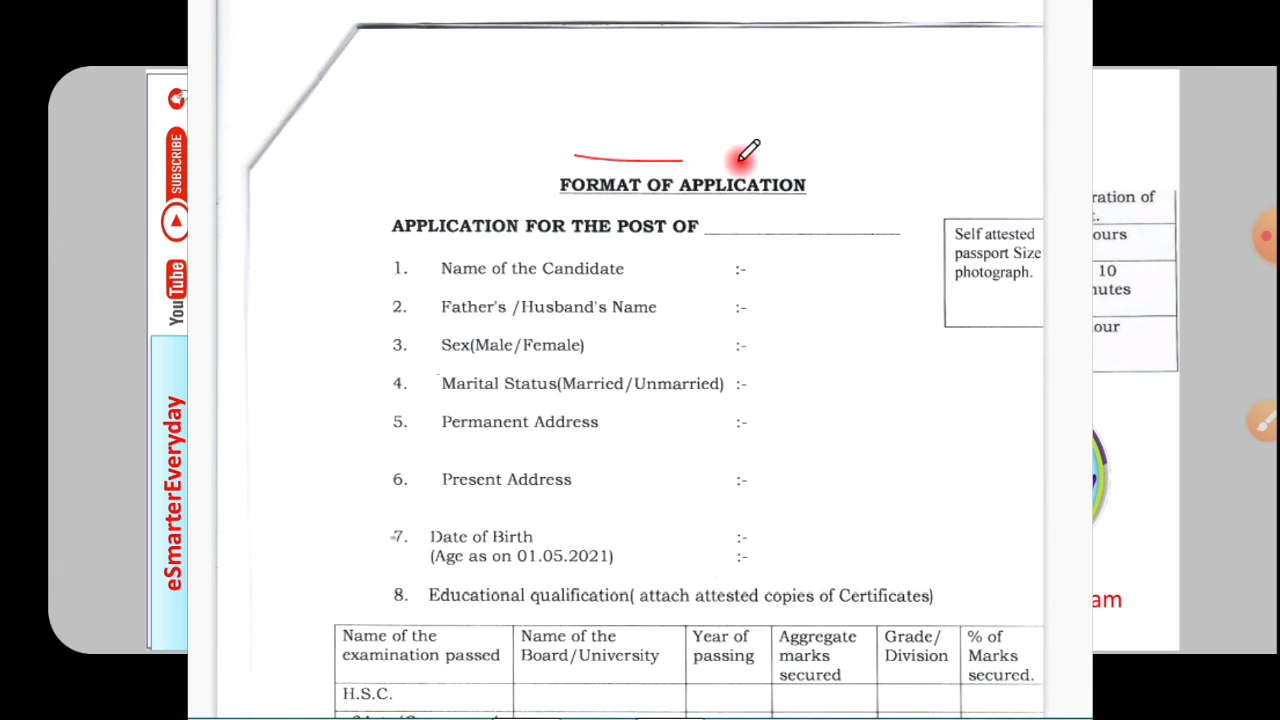 FORMAT OF APPLICATION
APPLICATION FOR THE POST OF
Self attested
passport Size
photograph.
1. Name of the Candidate :-
2. Father's /Husband's Name :-
3. Sex(Male/Female) :-
4. Marital Status(Married/Unmarried) :-
5. Permanent Address :-
6. Present Address :-
7. Date of Birth :-
(Age as on 01.05.2021) :-
8. Educational qualification( attach attested copies of Certificates)
Name of the examination passed
Name of the Board/University
Year of passing
Aggregate marks secured
Grade/ Division
% of Marks secured.
H.S.C.
YouTube
SUBSCRIBE
eSmarterEveryday
ration of
t.
ours
10
nutes
our
am